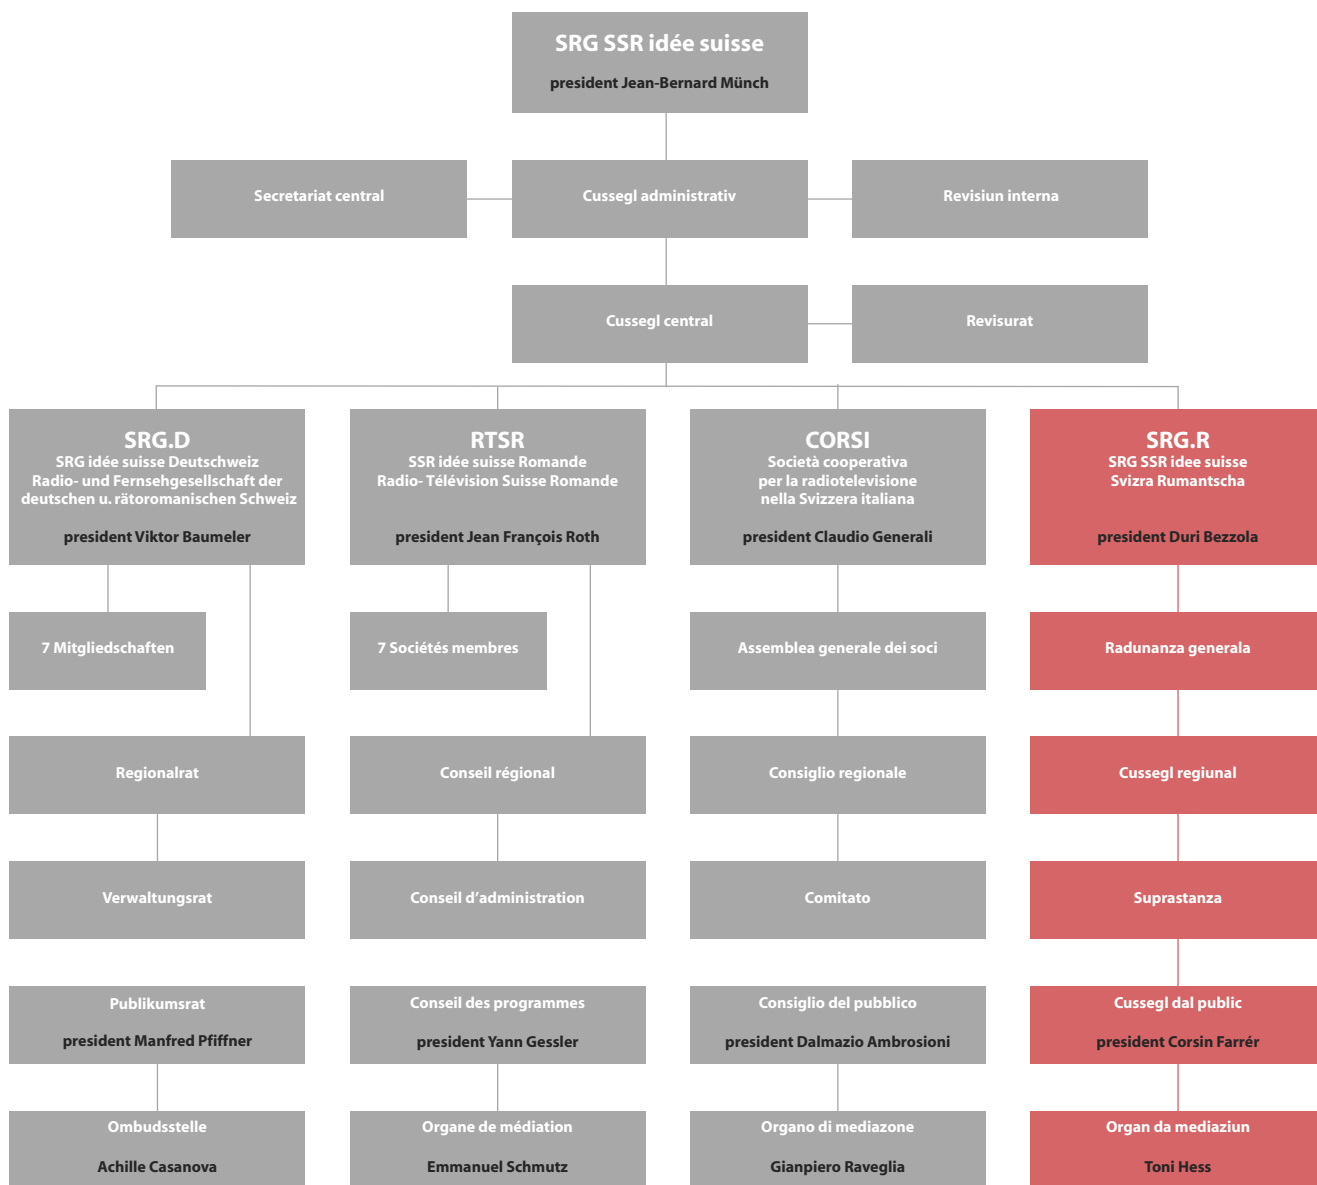 SRG SSR idée suisse
president Jean-Bernard Münch
Secretariat central
Cussegl administrativ
Revisiun interna
Cussegl central
Revisurat
SRG.D
SRG idée suisse Deutschweiz
Radio- und Fernsehgesellschaft der
deutschen u. rätoromanischen Schweiz
president Viktor Baumeler
RTSR
SSR idée suisse Romande
Radio- Télévision Suisse Romande
president Jean François Roth
CORSI
Società cooperativa
per la radiotelevisione
nella Svizzera italiana
president Claudio Generali
SRG.R
SRG SSR idee suisse
Svizra Rumantscha
president Duri Bezzola
7 Mitgliedschaften
7 Sociétés membres
Assemblea generale dei soci
Radunanza generala
Regionalrat
Conseil régional
Consiglio regionale
Cussegl regiunal
Verwaltungsrat
Conseil d’administration
Comitato
Suprastanza
Publikumsrat
president Manfred Pfiffner
Conseil des programmes
president Yann Gessler
Consiglio del pubblico
president Dalmazio Ambrosioni
Cussegl dal public
president Corsin Farrér
Ombudsstelle
Achille Casanova
Organe de médiation
Emmanuel Schmutz
Organo di mediazone
Gianpiero Raveglia
Organ da mediaziun
Toni Hess